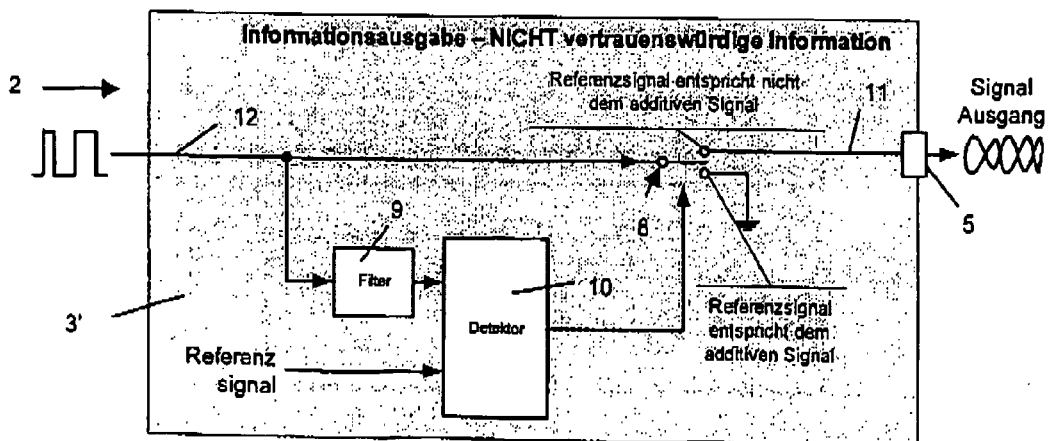 Informationsausgabe – NICHT vertrauenswürdige Information
2
12
Referenzsignal entspricht nicht
dem additiven Signal
11
Signal
Ausgang
8
5
9
Filter
10
Detektor
3'
Referenz
signal
Referenzsignal
entspricht dem
additiven Signal